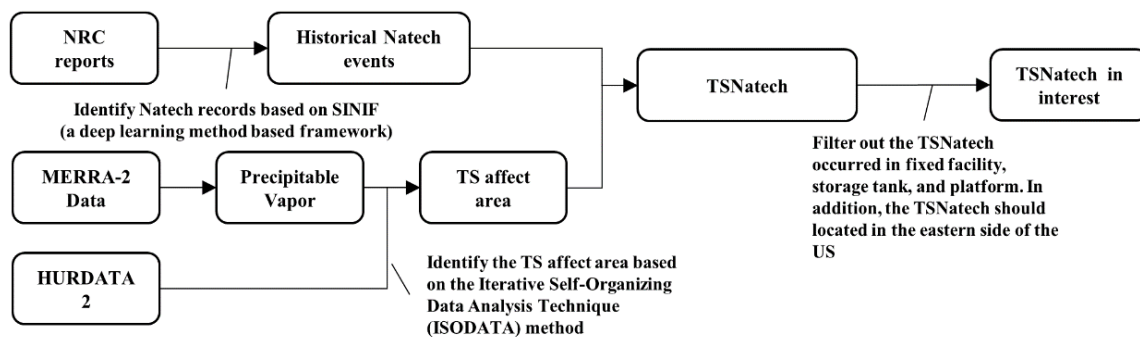 NRC
reports
Historical Natech
events
TSNatech
TSNatech in
interest
Identify Natech records based on SINIF
(a deep learning method based framework)
MERRA-2
Data
Precipitable
Vapor
TS affect
area
Filter out the TSNatech
occurred in fixed facility,
storage tank, and platform. In
addition, the TSNatech should
located in the eastern side of the
US
HURDATA
2
Identify the TS affect area based
on the Iterative Self-Organizing
Data Analysis Technique
(ISODATA) method